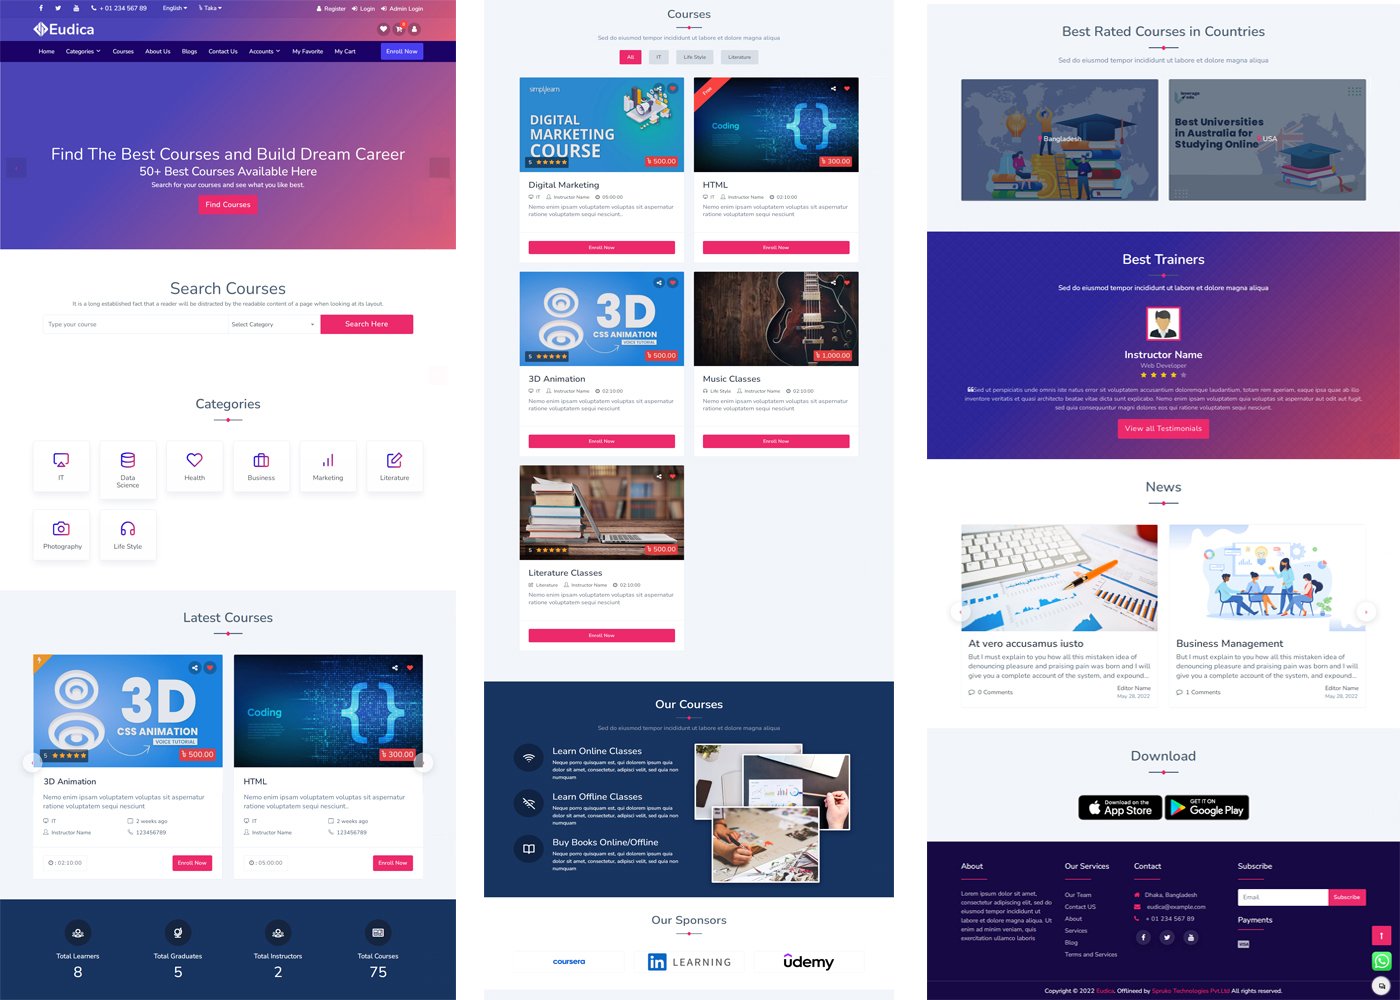 + 01 234 567 89 English ৳ Taka Register Login Admin Login
Eudica
Home Categories Courses About Us Blogs Contact Us Accounts My Favorite My Cart Enroll Now
Find The Best Courses and Build Dream Career
50+ Best Courses Available Here
Search for your courses and see what you like best.
Find Courses
Search Courses
It is a long established fact that a reader will be distracted by the readable content of a page when looking at its layout
Type your course Select Category Search Here
Categories
IT
Data
Science
Health
Business
Marketing
Literature
Photography
Life Style
Latest Courses
3D
CSS ANIMATION
VOICE TUTORIAL
5 ৳ 500.00
3D Animation
Nemo enim ipsam voluptatem voluptas sit aspernatur
ratione voluptatem sequi nesciunt
IT 2 weeks ago
Instructor Name 123456789
: 02:10:00 Enroll Now
Coding
৳ 300.00
HTML
Nemo enim ipsam voluptatem voluptas sit aspernatur
ratione voluptatem sequi nesciunt..
IT 2 weeks ago
Instructor Name 123456789
: 05:00:00 Enroll Now
Total Learners
8
Total Graduates
5
Total Instructors
2
Total Courses
75
Courses
Sed do eiusmod tempor incididunt ut labore et dolore magna aliqua
All IT Life Style Literature
simplilearn
DIGITAL
MARKETING
COURSE
5 ৳ 500.00
Digital Marketing
IT Instructor Name 05:00:00
Nemo enim ipsam voluptatem voluptas sit aspernatur
ratione voluptatem sequi nesciunt..
Enroll Now
Free
Coding
৳ 300.00
HTML
IT Instructor Name 02:10:00
Nemo enim ipsam voluptatem voluptas sit aspernatur
ratione voluptatem sequi nesciunt
Enroll Now
3D
CSS ANIMATION
VOICE TUTORIAL
5 ৳ 500.00
3D Animation
IT Instructor Name 02:10:00
Nemo enim ipsam voluptatem voluptas sit aspernatur
ratione voluptatem sequi nesciunt
Enroll Now
৳ 1,000.00
Music Classes
Life Style Instructor Name 02:10:00
Nemo enim ipsam voluptatem voluptas sit aspernatur
ratione voluptatem sequi nesciunt
Enroll Now
5 ৳ 500.00
Literature Classes
Literature Instructor Name 02:10:00
Nemo enim ipsam voluptatem voluptas sit aspernatur
ratione voluptatem sequi nesciunt
Enroll Now
Our Courses
Sed do eiusmod tempor incididunt ut labore et dolore magna aliqua
Learn Online Classes
Neque porro quisquam est, qui dolorem ipsum quia
dolor sit amet, consectetur, adipisci velit, sed quia non
numquam
Learn Offline Classes
Neque porro quisquam est, qui dolorem ipsum quia
dolor sit amet, consectetur, adipisci velit, sed quia non
numquam
Buy Books Online/Offline
Neque porro quisquam est, qui dolorem ipsum quia
dolor sit amet, consectetur, adipisci velit, sed quia non
numquam
Our Sponsors
coursera
in LEARNING
ûdemy
Best Rated Courses in Countries
Sed do eiusmod tempor incididunt ut labore et dolore magna aliqua
Bangladesh
leverage
edu
Best Universities
in Australia for
Studying Online
USA
Best Trainers
Sed do eiusmod tempor incididunt ut labore et dolore magna aliqua
Instructor Name
Web Developer
Sed ut perspiciatis unde omnis iste natus error sit voluptatem accusantium doloremque laudantium, totam rem aperiam, eaque ipsa quae ab illo
inventore veritatis et quasi architecto beatae vitae dicta sunt explicabo. Nemo enim ipsam voluptatem quia voluptas sit aspernatur aut odit aut fugit,
sed quia consequuntur magni dolores eos qui ratione voluptatem sequi nesciunt.
View all Testimonials
News
At vero accusamus iusto
But I must explain to you how all this mistaken idea of
denouncing pleasure and praising pain was born and I will
give you a complete account of the system, and expound...
0 Comments
Editor Name
May 28, 2022
Business Management
But I must explain to you how all this mistaken idea of
denouncing pleasure and praising pain was born and I will
give you a complete account of the system, and expound...
1 Comments
Editor Name
May 28, 2022
Download
Download on the
App Store
GET IT ON
Google Play
About
Lorem ipsum dolor sit amet,
consectetur adipiscing elit, sed do
eiusmod tempor incididunt ut
labore et dolore magna aliqua. Ut
enim ad minim veniam, quis
exercitation ullamco laboris
Our Services
Our Team
Contact US
About
Services
Blog
Terms and Services
Contact
Dhaka, Bangladesh
eudica@example.com
+ 01 234 567 89
Subscribe
Email Subscribe
Payments
VISA
Copyright © 2022 Eudica. Offlineed by Spruko Technologies Pvt.Ltd All rights reserved.